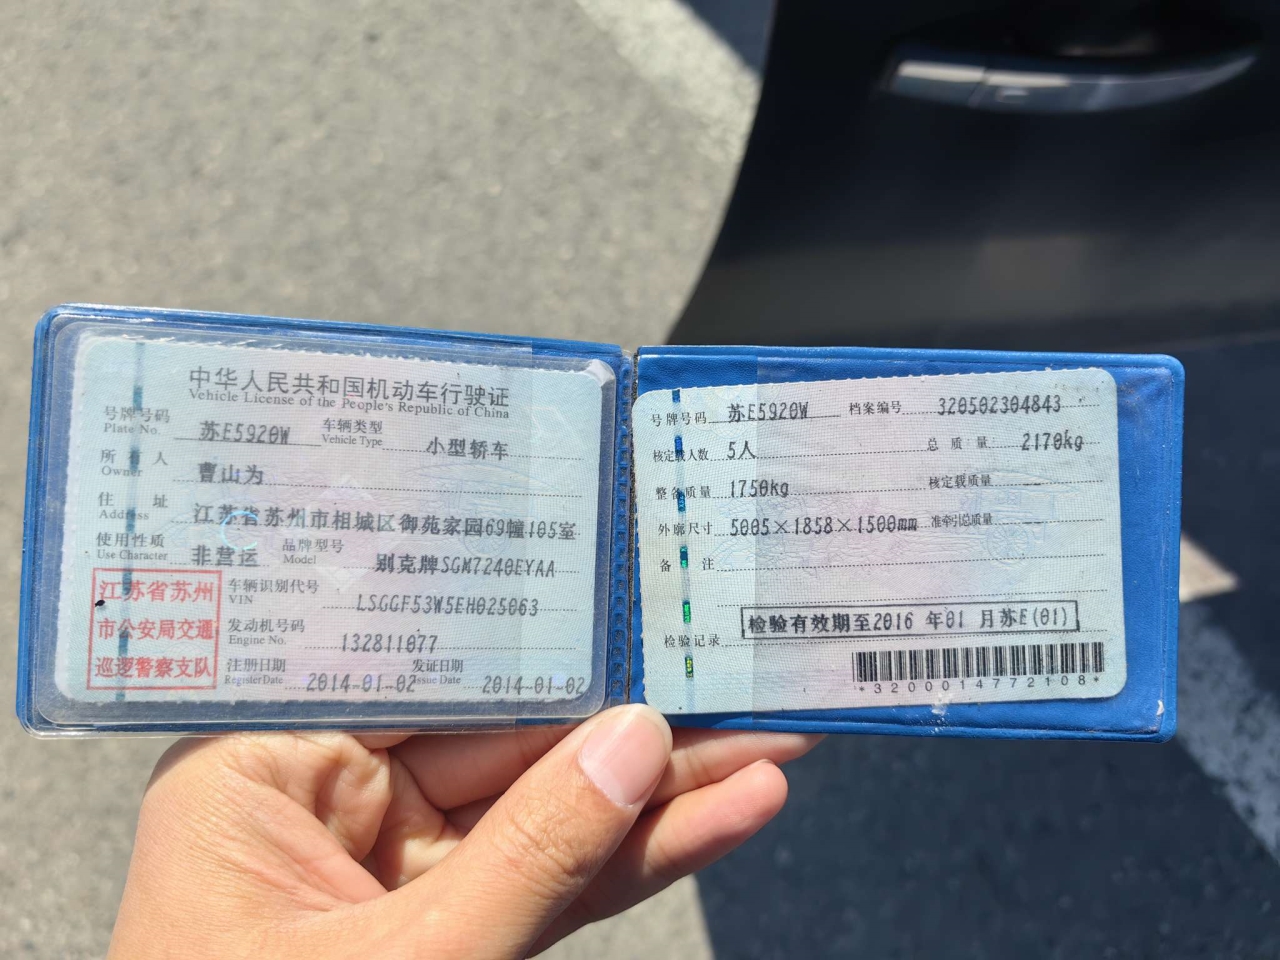 中华人民共和国机动车行驶证
Vehicle License of the People's Republic of China
号牌号码 苏E5920W 车辆类型 小型轿车
Plate No. Vehicle Type
所有人 曹山为
Owner
住址 江苏省苏州市相城区御苑家园69幢105室
Address
使用性质 非营运 品牌型号 别克牌SGM7240EYAA
Use Character Model
江苏省苏州
市公安局交通
巡逻警察支队
车辆识别代号 LSGGF53W5EH025063
VIN
发动机号码 132811077
Engine No.
注册日期 2014-01-02 发证日期 2014-01-02
Register Date Issue Date
号牌号码 苏E5920W 档案编号 320502304843
核定载人数 5人 总质量 2170kg
整备质量 1750kg 核定载质量
外廓尺寸 5005×1858×1500mm 准牵引总质量
备注
检验记录 检验有效期至2016 年01 月苏E(01)
*3200014772108*